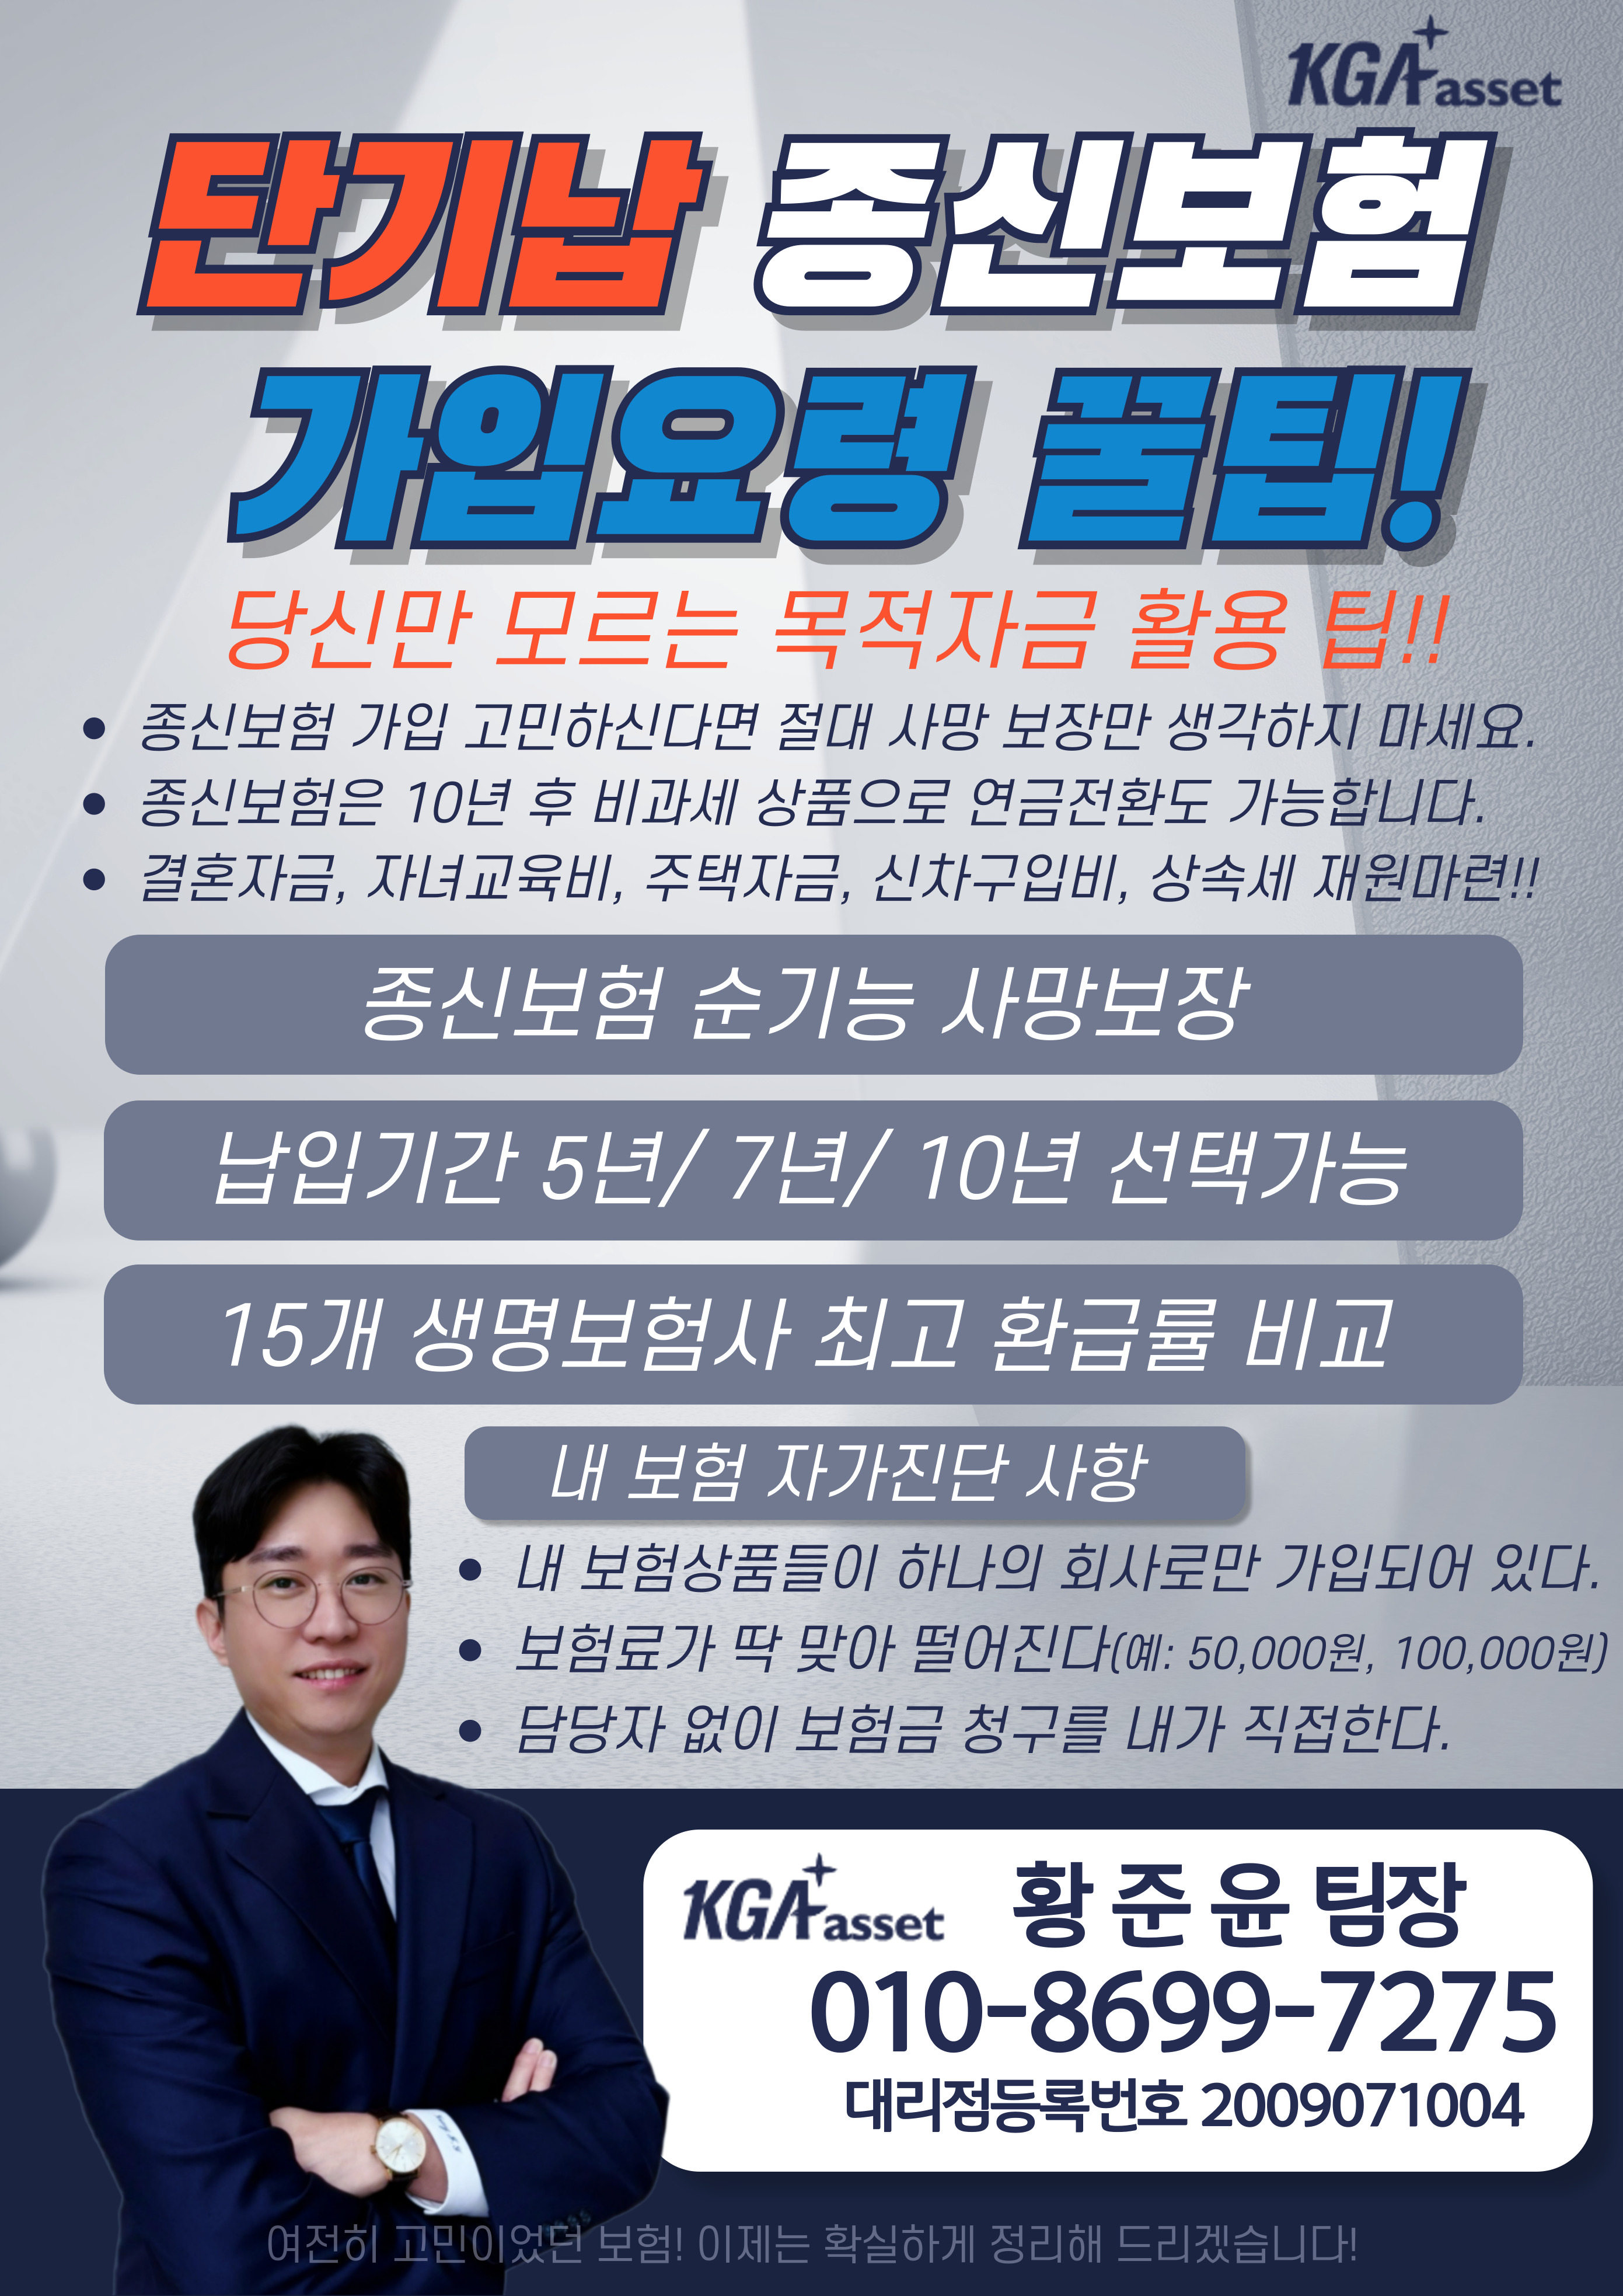 KGA asset
단기납 종신보험
가입요령 꿀팁!
당신만 모르는 목적자금 활용 팁!!
• 종신보험 가입 고민하신다면 절대 사망 보장만 생각하지 마세요.
• 종신보험은 10년 후 비과세 상품으로 연금전환도 가능합니다.
• 결혼자금, 자녀교육비, 주택자금, 신차구입비, 상속세 재원마련!!
종신보험 순기능 사망보장
납입기간 5년/ 7년/ 10년 선택가능
15개 생명보험사 최고 환급률 비교
내 보험 자가진단 사항
• 내 보험상품들이 하나의 회사로만 가입되어 있다.
• 보험료가 딱 맞아 떨어진다(예: 50,000원, 100,000원)
• 담당자 없이 보험금 청구를 내가 직접한다.
KGA asset 황 준 윤 팀장
010-8699-7275
대리점등록번호 2009071004
여전히 고민이었던 보험! 이제는 확실하게 정리해 드리겠습니다!